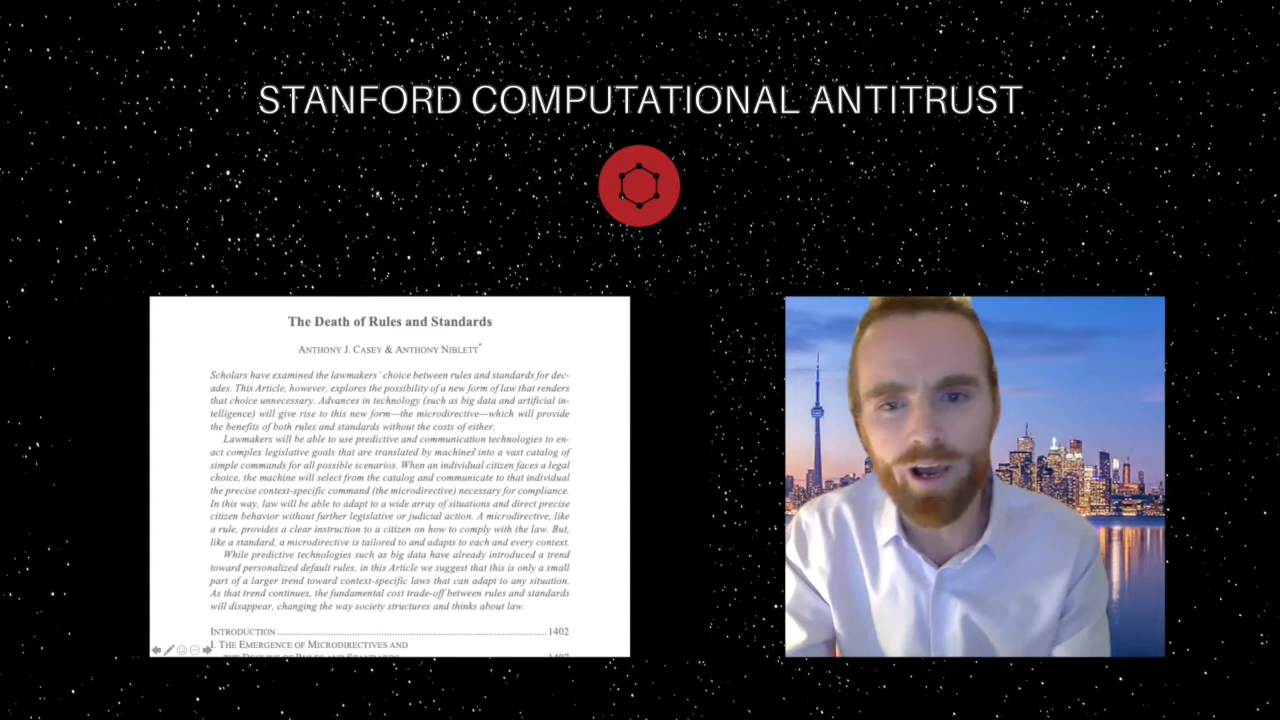 STANFORD COMPUTATIONAL ANTITRUST
The Death of Rules and Standards
ANTHONY J. CASEY & ANTHONY NIBLETT*
Scholars have examined the lawmakers' choice between rules and standards for dec-
ades. This Article, however, explores the possibility of a new form of law that renders
that choice unnecessary. Advances in technology (such as big data and artificial in-
telligence) will give rise to this new form—the microdirective—which will provide
the benefits of both rules and standards without the costs of either.
Lawmakers will be able to use predictive and communication technologies to en-
act complex legislative goals that are translated by machines into a vast catalog of
simple commands for all possible scenarios. When an individual citizen faces a legal
choice, the machine will select from the catalog and communicate to that individual
the precise context-specific command (the microdirective) necessary for compliance.
In this way, law will be able to adapt to a wide array of situations and direct precise
citizen behavior without further legislative or judicial action. A microdirective, like
a rule, provides a clear instruction to a citizen on how to comply with the law. But,
like a standard, a microdirective is tailored to and adapts to each and every context.
While predictive technologies such as big data have already introduced a trend
toward personalized default rules, in this Article we suggest that this is only a small
part of a larger trend toward context-specific laws that can adapt to any situation.
As that trend continues, the fundamental cost trade-off between rules and standards
will disappear, changing the way society structures and thinks about law.
INTRODUCTION ........................................................................................... 1402
I. THE EMERGENCE OF MICRODIRECTIVES AND
THE DECLINE OF RULES AND STANDARDS